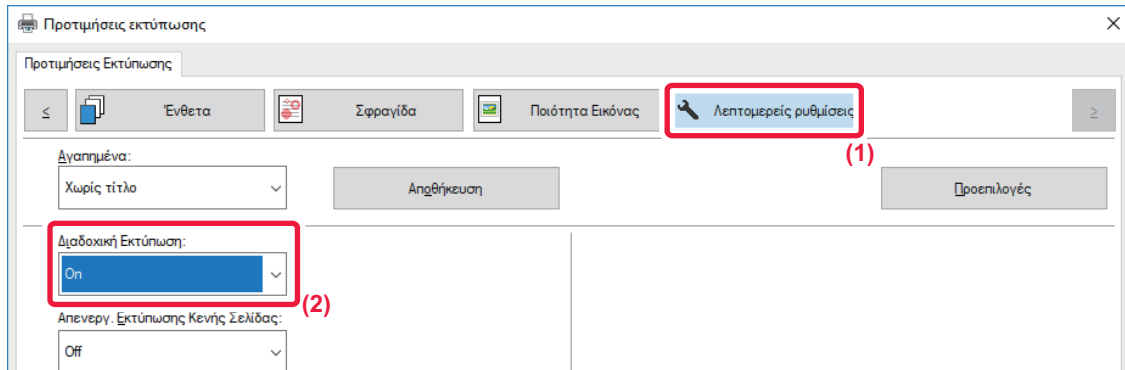 Προτιμήσεις εκτύπωσης
Προτιμήσεις Εκτύπωσης
≤ Ένθετα Σφραγίδα Ποιότητα Εικόνας Λεπτομερείς ρυθμίσεις ≥
(1)
Αγαπημένα:
Χωρίς τίτλο Αποθήκευση Προεπιλογές
Διαδοχική Εκτύπωση:
On
(2)
Απενεργ. Εκτύπωσης Κενής Σελίδας:
Off